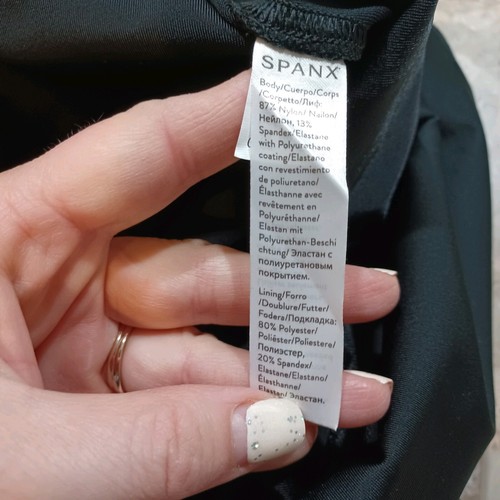 SPANX
Body/Cuerpo/Corps
/Corpetto/Лиф:
87% Nylon/ Nailon/
Нейлон, 13%
Spandex/Elastane
with Polyurethane
coating/Elastano
con revestimiento
de poliuretano/
Élasthanne avec
revêtement en
Polyuréthanne/
Elastan mit
Polyurethan-Beschi
chtung/ Эластан с
полиуретановым
покрытием.
Lining/Forro
/Doublure/Futter/
Fodera/Подкладка:
80% Polyester/
Poliéster/Poliestere/
Полиэстер,
20% Spandex/
Elastane/Elastano/
Élasthanne/
Elastan/ Эластан.